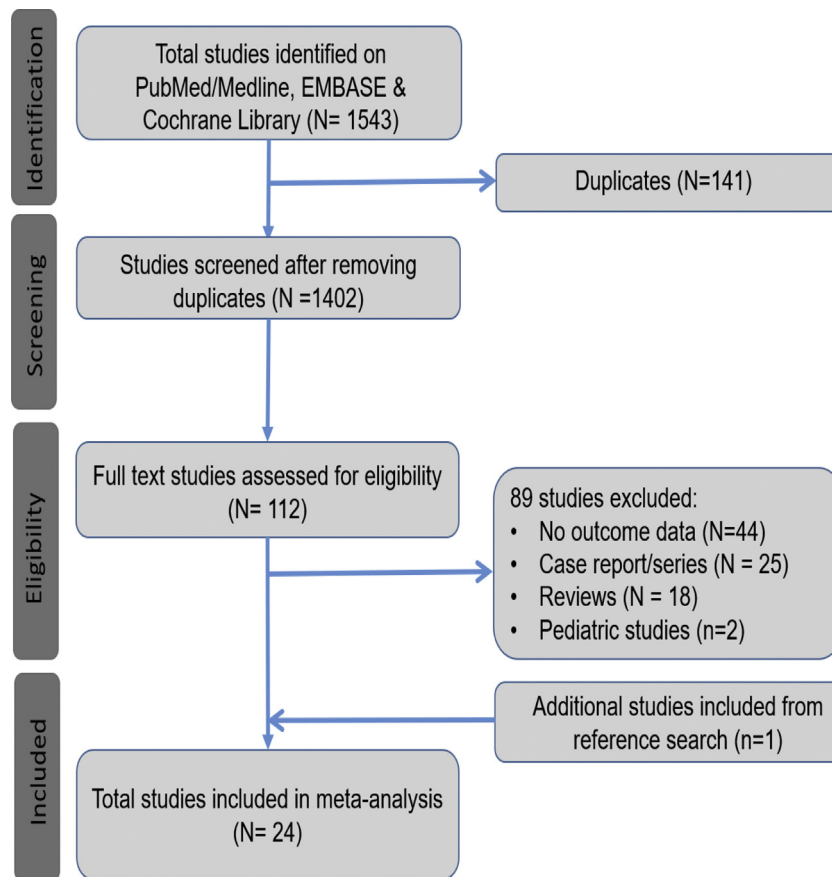 Identification
Total studies identified on
PubMed/Medline, EMBASE &
Cochrane Library (N= 1543)
Duplicates (N=141)
Screening
Studies screened after removing
duplicates (N =1402)
Eligibility
Full text studies assessed for eligibility
(N= 112)
89 studies excluded:
• No outcome data (N=44)
• Case report/series (N = 25)
• Reviews (N = 18)
• Pediatric studies (n=2)
Included
Additional studies included from
reference search (n=1)
Total studies included in meta-analysis
(N= 24)